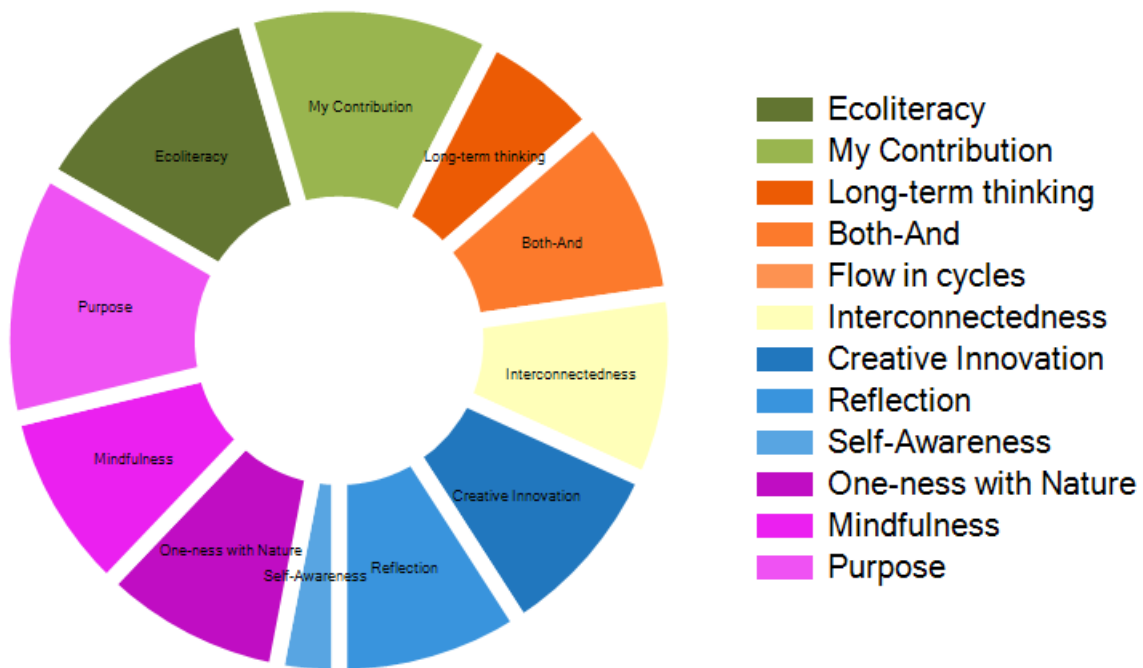 My Contribution
Ecoliteracy
Long-term thinking
Both-And
Purpose
Interconnectedness
Mindfulness
Creative Innovation
One-ness with Nature
Self-Awareness
Reflection
Ecoliteracy
My Contribution
Long-term thinking
Both-And
Flow in cycles
Interconnectedness
Creative Innovation
Reflection
Self-Awareness
One-ness with Nature
Mindfulness
Purpose